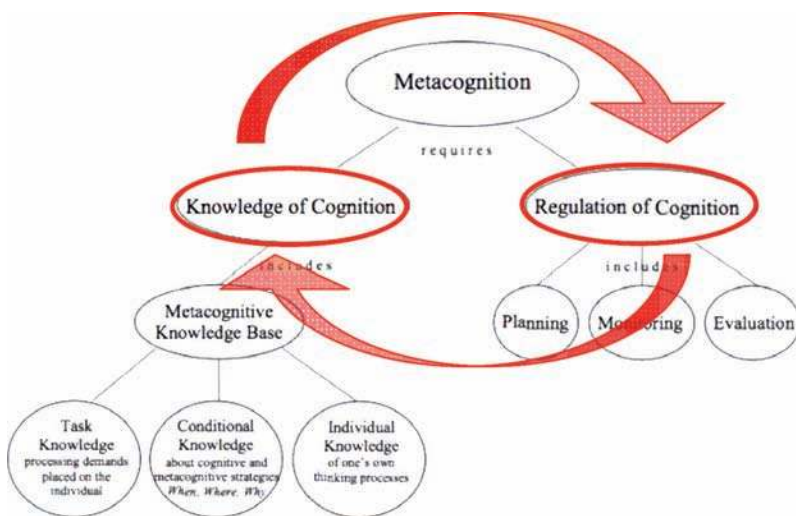 Metacognition
requires
Knowledge of Cognition
Regulation of Cognition
includes
includes
Metacognitive
Knowledge Base
Planning
Monitoring
Evaluation
Task
Knowledge
processing demands
placed on the
individual
Conditional
Knowledge
about cognitive and
metacognitive strategies
When, Where, Why
Individual
Knowledge
of one's own
thinking processes